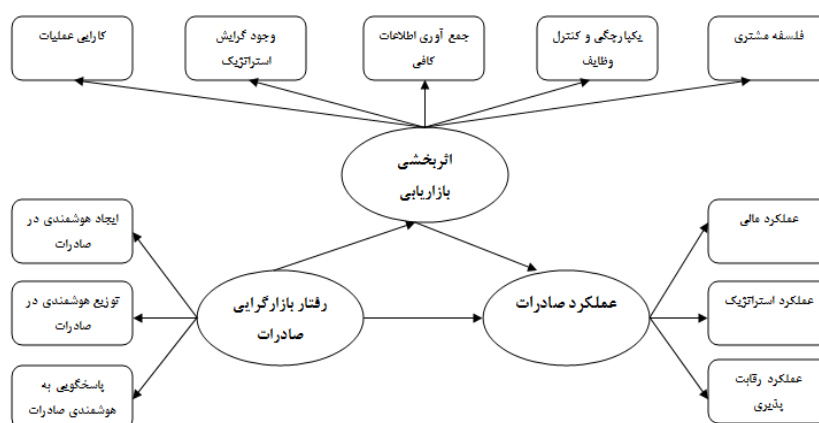 فلسفه مشتری
یکپارچگی و کنترل
وظایف
جمع آوری اطلاعات
کافی
وجود گرایش
استراتژیک
کارایی عملیات
اثربخشی
بازاریابی
عملکرد مالی
عملکرد استراتژیک
عملکرد رقابت
پذیری
عملکرد صادرات
رفتار بازارگرایی
صادرات
ایجاد هوشمندی در
صادرات
توزیع هوشمندی در
صادرات
پاسخگویی به
هوشمندی صادرات